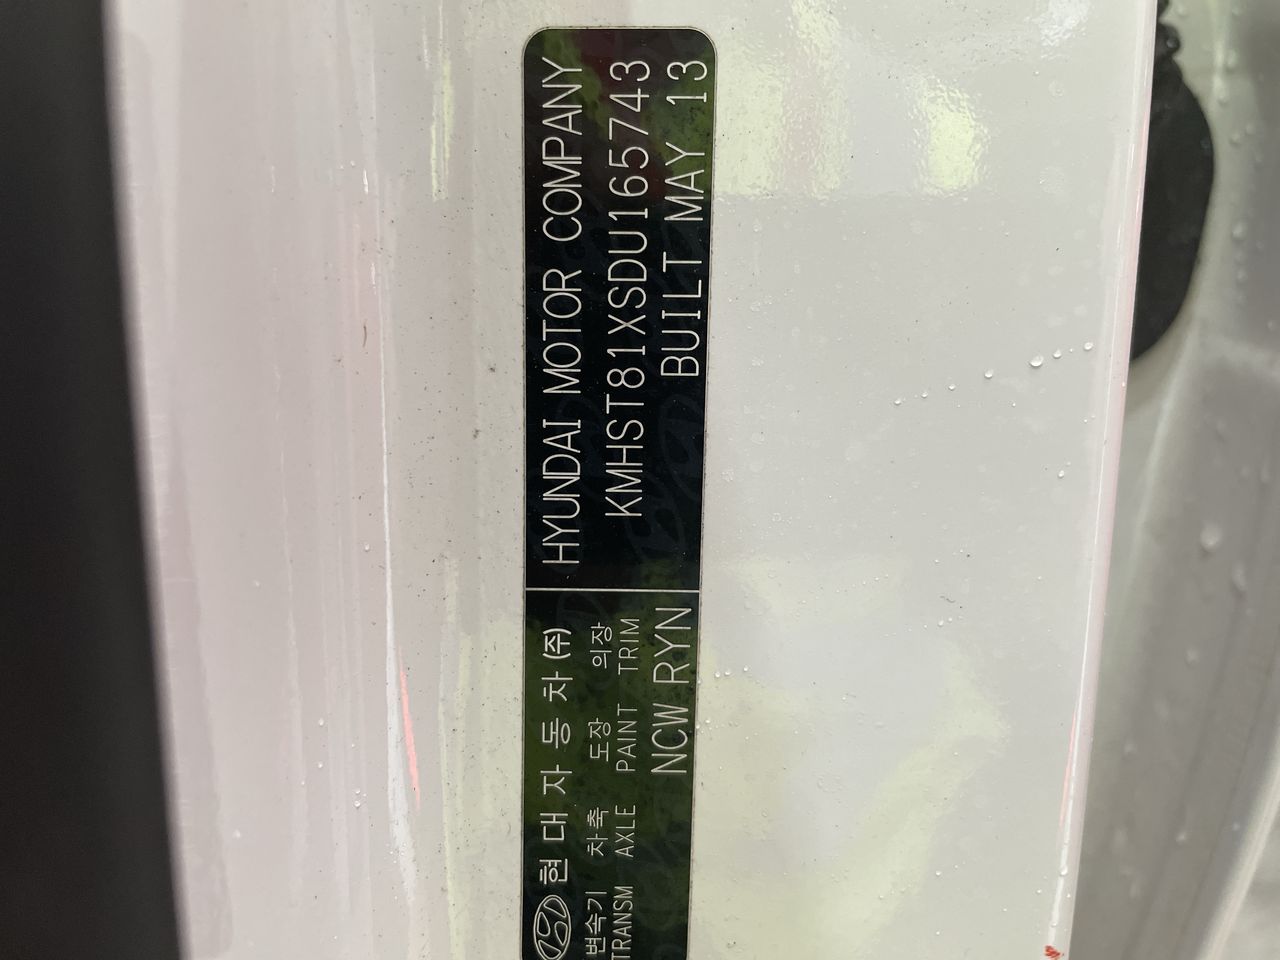 현대자동차(주)
변속기 차축 도장 의장
TRANSM AXLE PAINT TRIM
NCW RYN
HYUNDAI MOTOR COMPANY
KMHST81XSDU165743
BUILT MAY 13